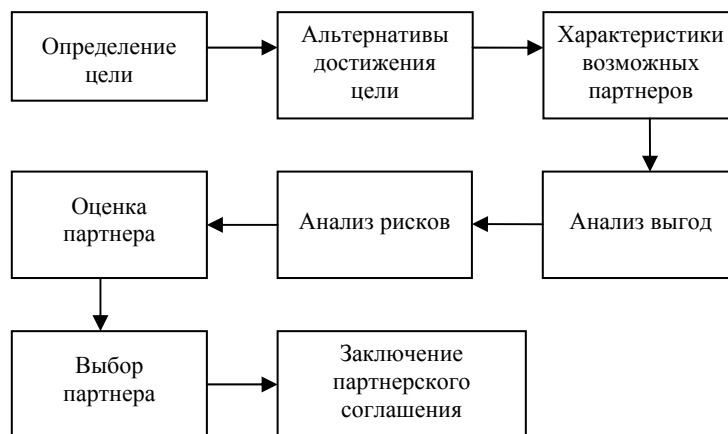 Определение
цели
Альтернативы
достижения
цели
Характеристики
возможных
партнеров
Анализ выгод
Анализ рисков
Оценка
партнера
Выбор
партнера
Заключение
партнерского
соглашения